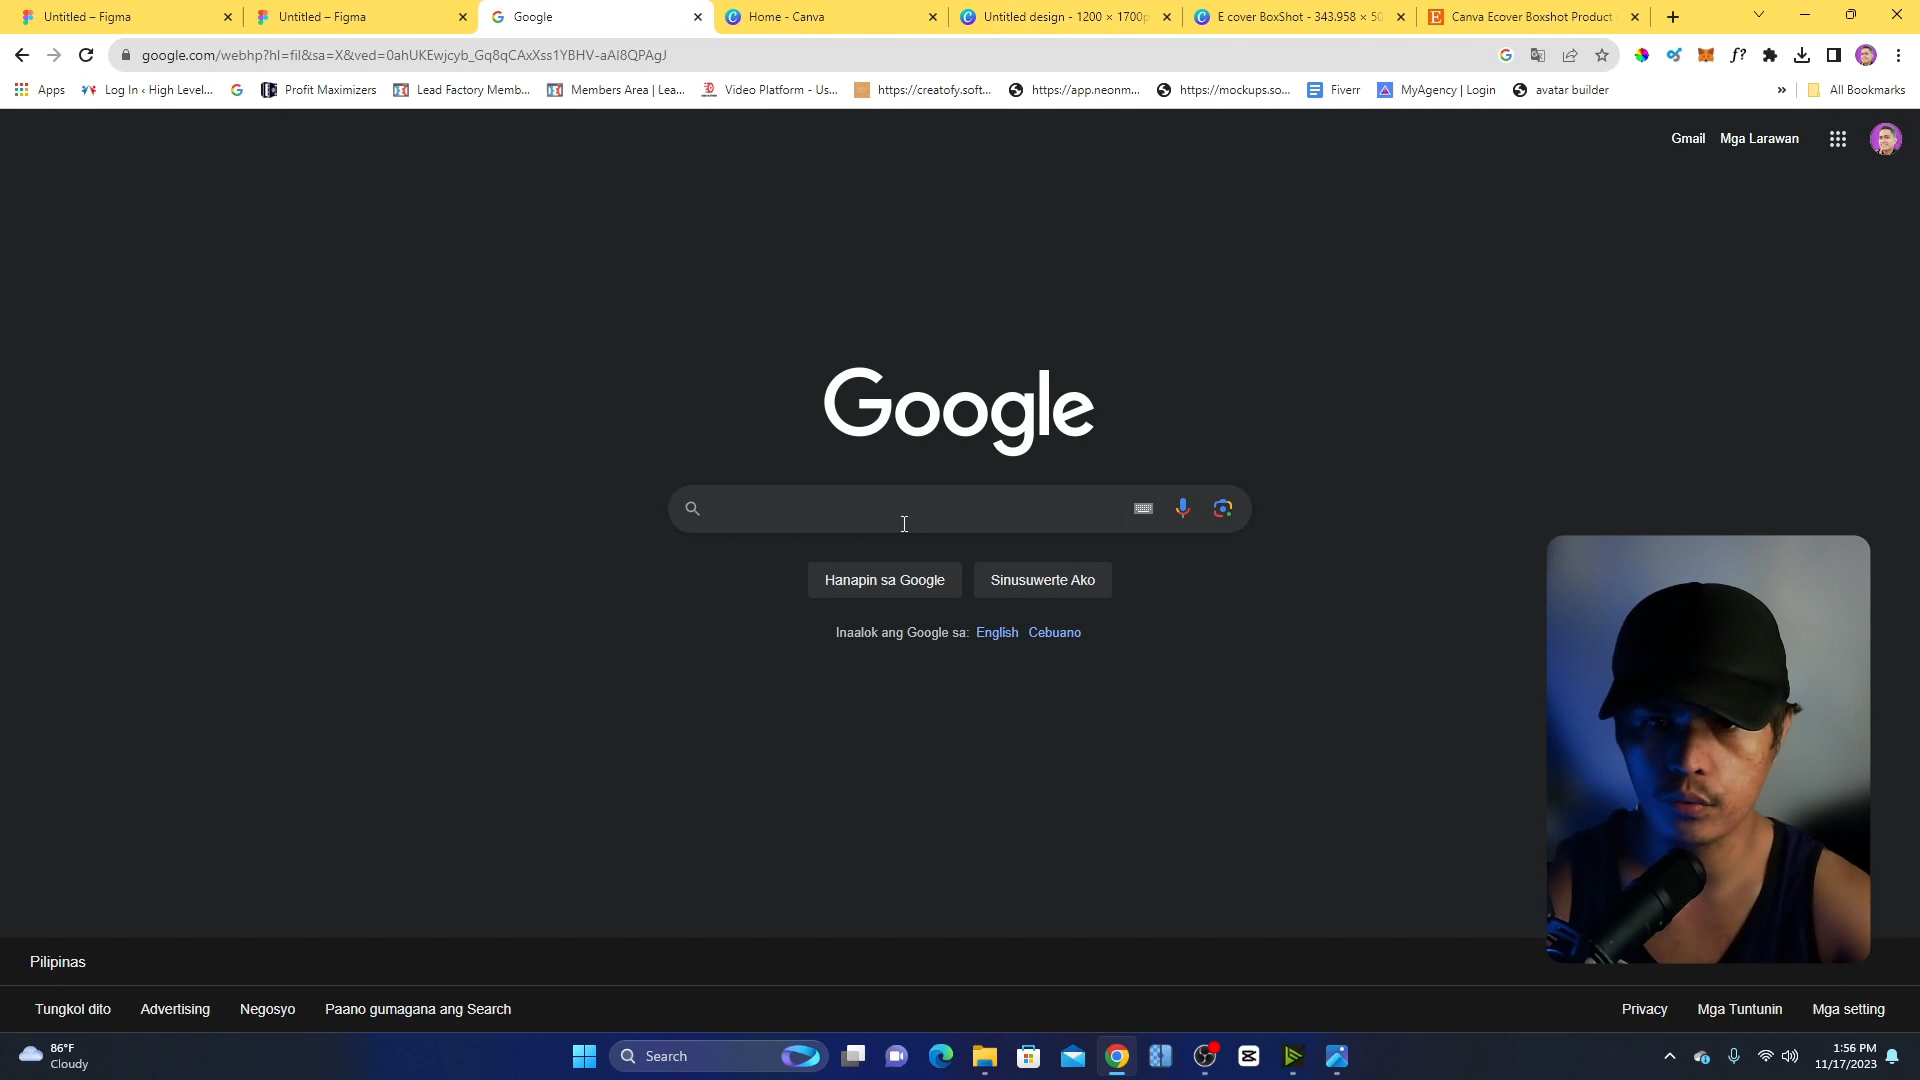 Untitled – Figma
Untitled – Figma
Google
Home - Canva
Untitled design - 1200 × 1700p
E cover BoxShot - 343.958 × 50
Canva Ecover Boxshot Product
google.com/webhp?hl=fil&sa=X&ved=0ahUKEwjcyb_Gq8qCAxXss1YBHV-aAI8QPAgJ
Apps
Log In ‹ High Level...
Profit Maximizers
Lead Factory Memb...
Members Area | Lea...
Video Platform - Us...
https://creatofy.soft...
https://app.neonm...
https://mockups.so...
Fiverr
MyAgency | Login
avatar builder
»
All Bookmarks
Gmail
Mga Larawan
Google
Hanapin sa Google
Sinusuwerte Ako
Inaalok ang Google sa: English Cebuano
Pilipinas
Tungkol dito
Advertising
Negosyo
Paano gumagana ang Search
Privacy
Mga Tuntunin
Mga setting
86°F
Cloudy
Search
1:56 PM
11/17/2023